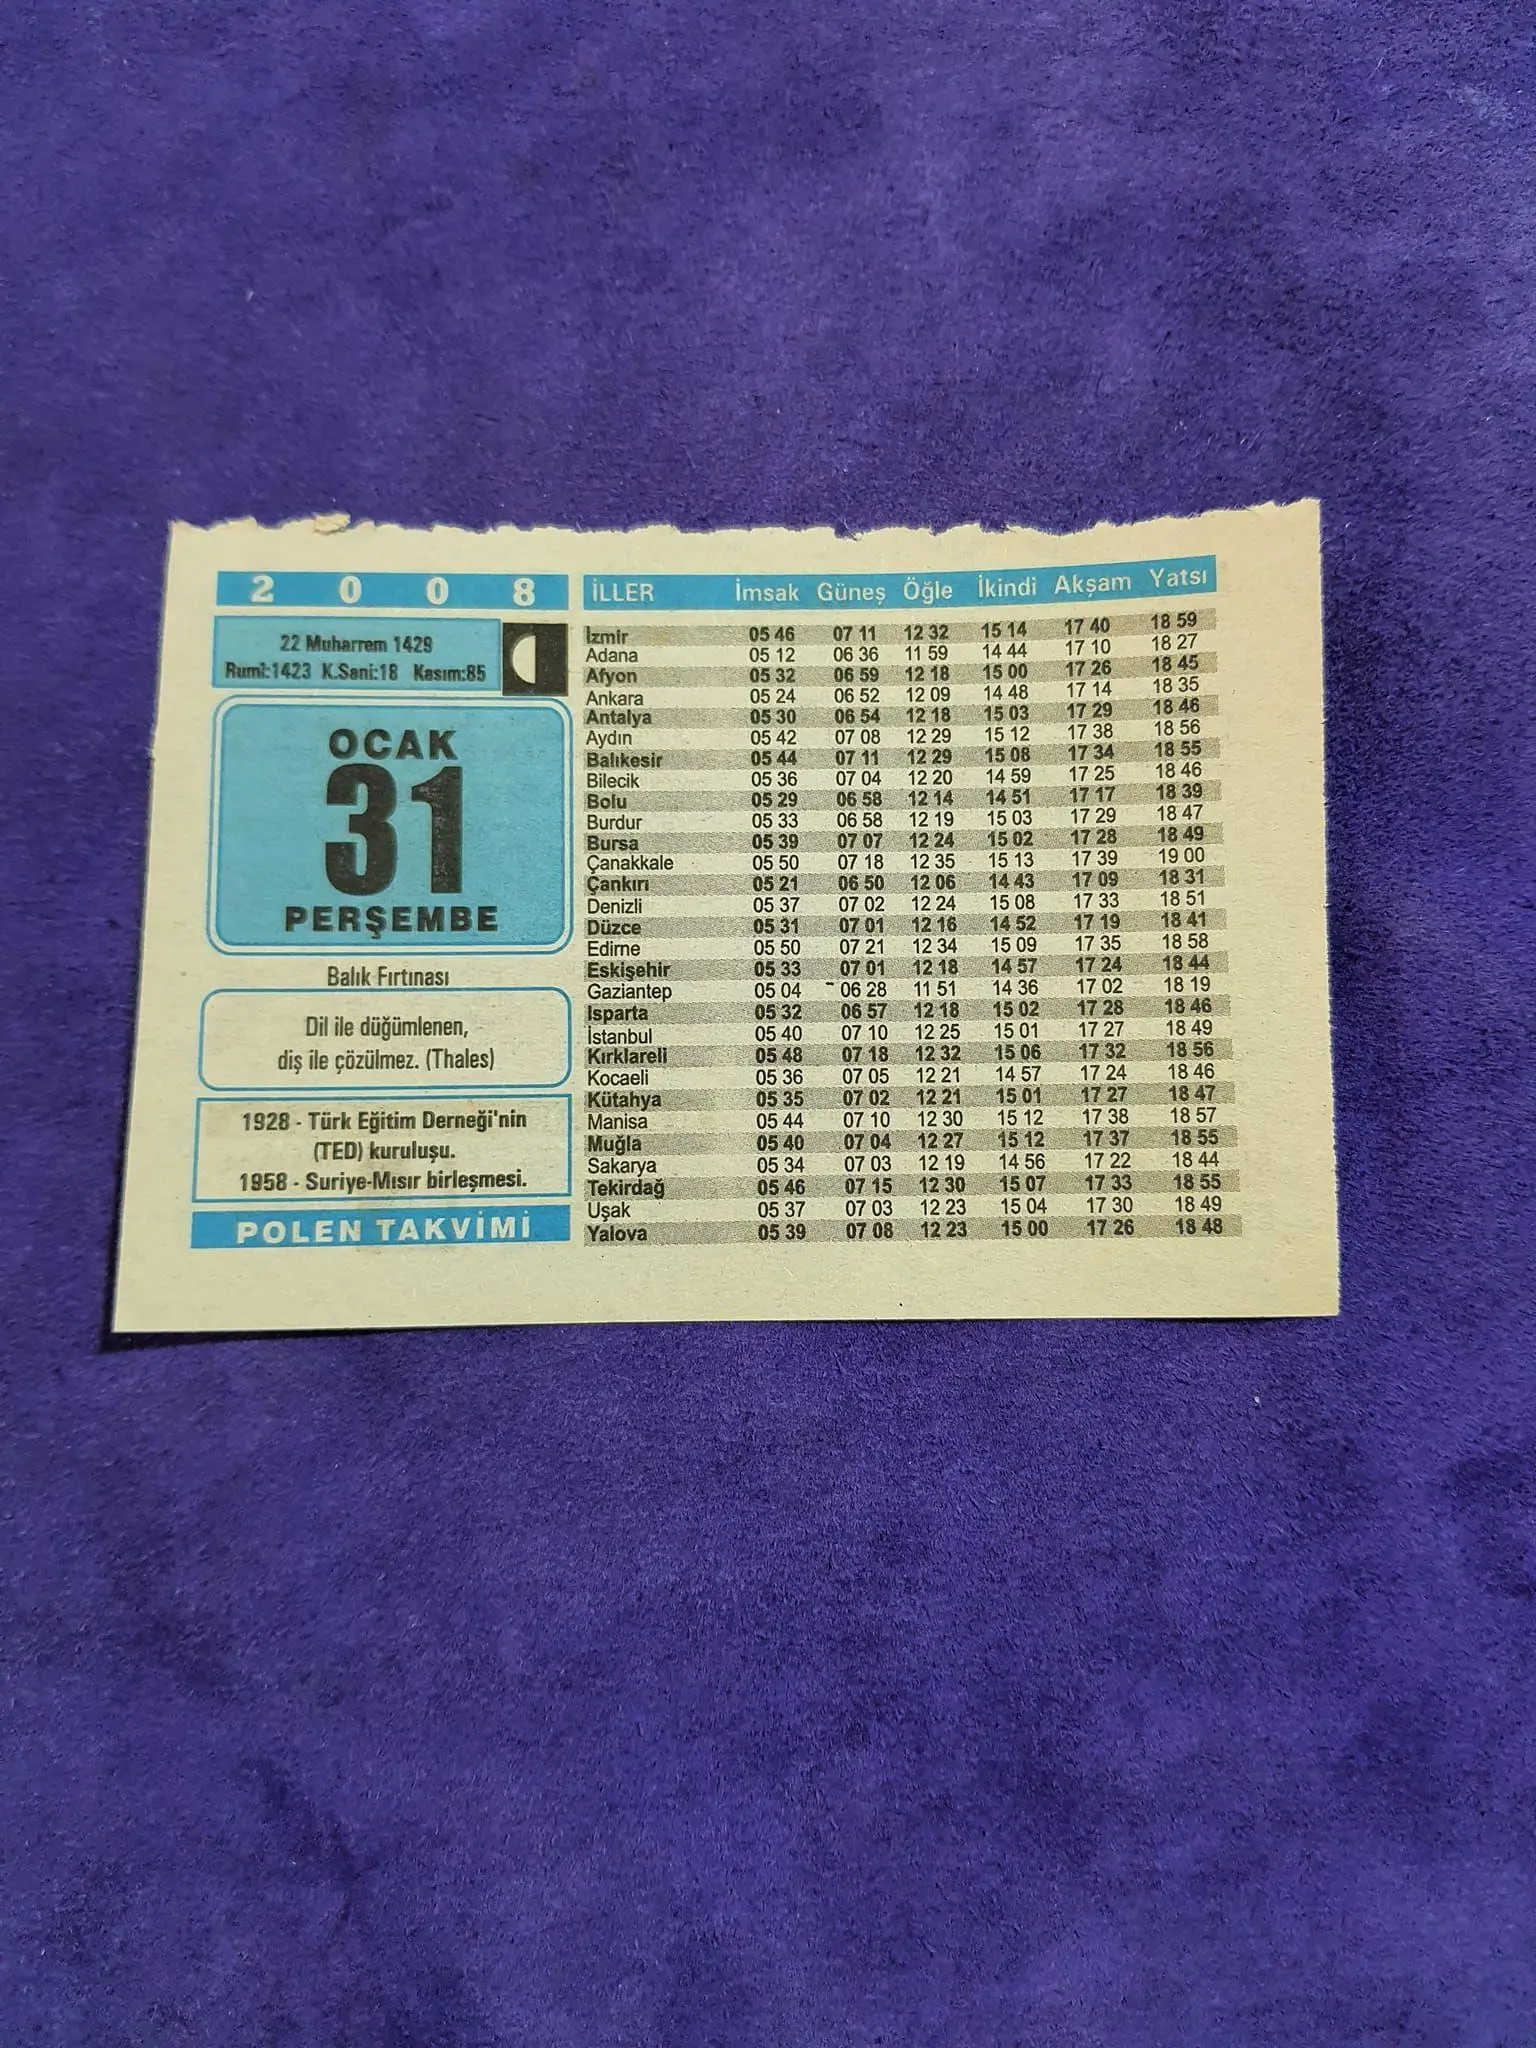 2 0 0 8
22 Muharrem 1429
Rumî:1423 K.Sani:18 Kasım:85
OCAK
31
PERŞEMBE
Balık Fırtınası
Dil ile düğümlenen,
diş ile çözülmez. (Thales)
1928 - Türk Eğitim Derneği'nin
(TED) kuruluşu.
1958 - Suriye-Mısır birleşmesi.
POLEN TAKVİMİ
İLLER İmsak Güneş Öğle İkindi Akşam Yatsı
İzmir 05 46 07 11 12 32 15 14 17 40 18 59
Adana 05 12 06 36 11 59 14 44 17 10 18 27
Afyon 05 32 06 59 12 18 15 00 17 26 18 45
Ankara 05 24 06 52 12 09 14 48 17 14 18 35
Antalya 05 30 06 54 12 18 15 03 17 29 18 46
Aydın 05 42 07 08 12 29 15 12 17 38 18 56
Balıkesir 05 44 07 11 12 29 15 08 17 34 18 55
Bilecik 05 36 07 04 12 20 14 59 17 25 18 46
Bolu 05 29 06 58 12 14 14 51 17 17 18 39
Burdur 05 33 06 58 12 19 15 03 17 29 18 47
Bursa 05 39 07 07 12 24 15 02 17 28 18 49
Çanakkale 05 50 07 18 12 35 15 13 17 39 19 00
Çankırı 05 21 06 50 12 06 14 43 17 09 18 31
Denizli 05 37 07 02 12 24 15 08 17 33 18 51
Düzce 05 31 07 01 12 16 14 52 17 19 18 41
Edirne 05 50 07 21 12 34 15 09 17 35 18 58
Eskişehir 05 33 07 01 12 18 14 57 17 24 18 44
Gaziantep 05 04 06 28 11 51 14 36 17 02 18 19
Isparta 05 32 06 57 12 18 15 02 17 28 18 46
İstanbul 05 40 07 10 12 25 15 01 17 27 18 49
Kırklareli 05 48 07 18 12 32 15 06 17 32 18 56
Kocaeli 05 36 07 05 12 21 14 57 17 24 18 46
Kütahya 05 35 07 02 12 21 15 01 17 27 18 47
Manisa 05 44 07 10 12 30 15 12 17 38 18 57
Muğla 05 40 07 04 12 27 15 12 17 37 18 55
Sakarya 05 34 07 03 12 19 14 56 17 22 18 44
Tekirdağ 05 46 07 15 12 30 15 07 17 33 18 55
Uşak 05 37 07 03 12 23 15 04 17 30 18 49
Yalova 05 39 07 08 12 23 15 00 17 26 18 48